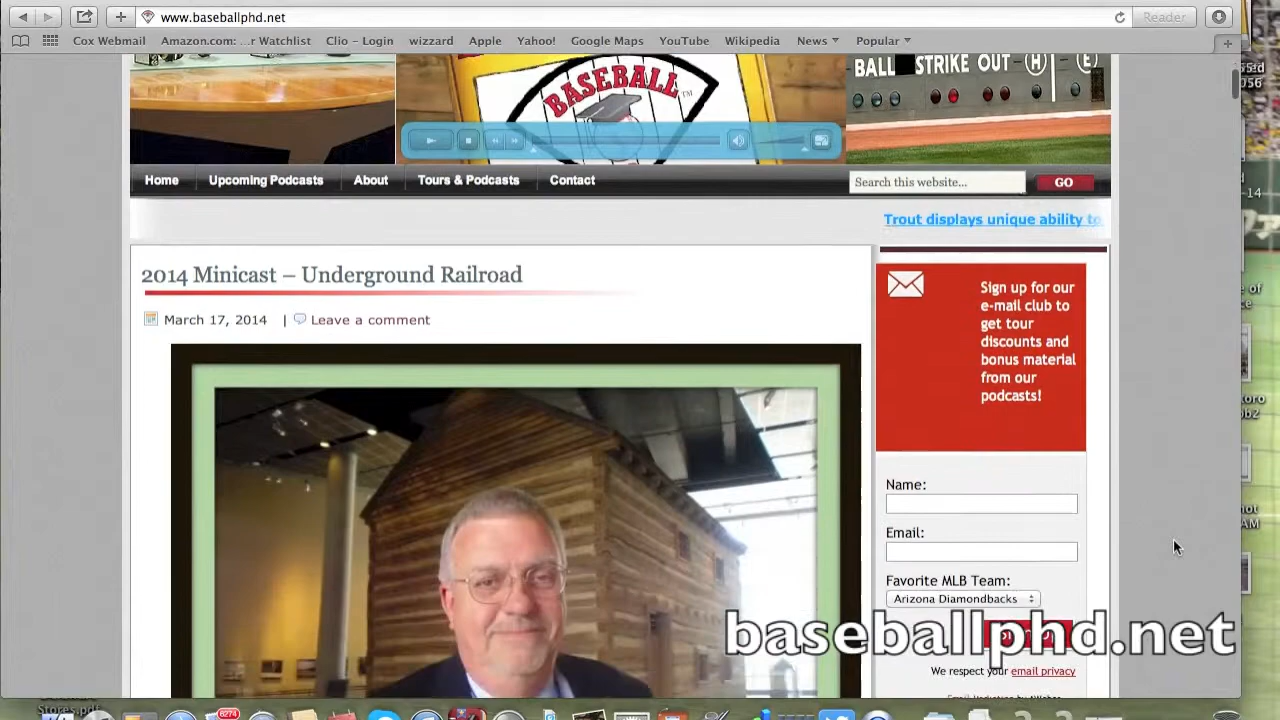 www.baseballphd.net
Reader
Cox Webmail Amazon.com: ...r Watchlist Clio - Login wizzard Apple Yahoo! Google Maps YouTube Wikipedia News Popular
BASEBALL TM
BALL STRIKE OUT H E
Home Upcoming Podcasts About Tours & Podcasts Contact
Search this website... GO
Trout displays unique ability to
2014 Minicast – Underground Railroad
March 17, 2014 | Leave a comment
Sign up for our
e-mail club to
get tour
discounts and
bonus material
from our
podcasts!
Name:
Email:
Favorite MLB Team:
Arizona Diamondbacks
baseballphd.net
We respect your email privacy
Stores.pdf
6274